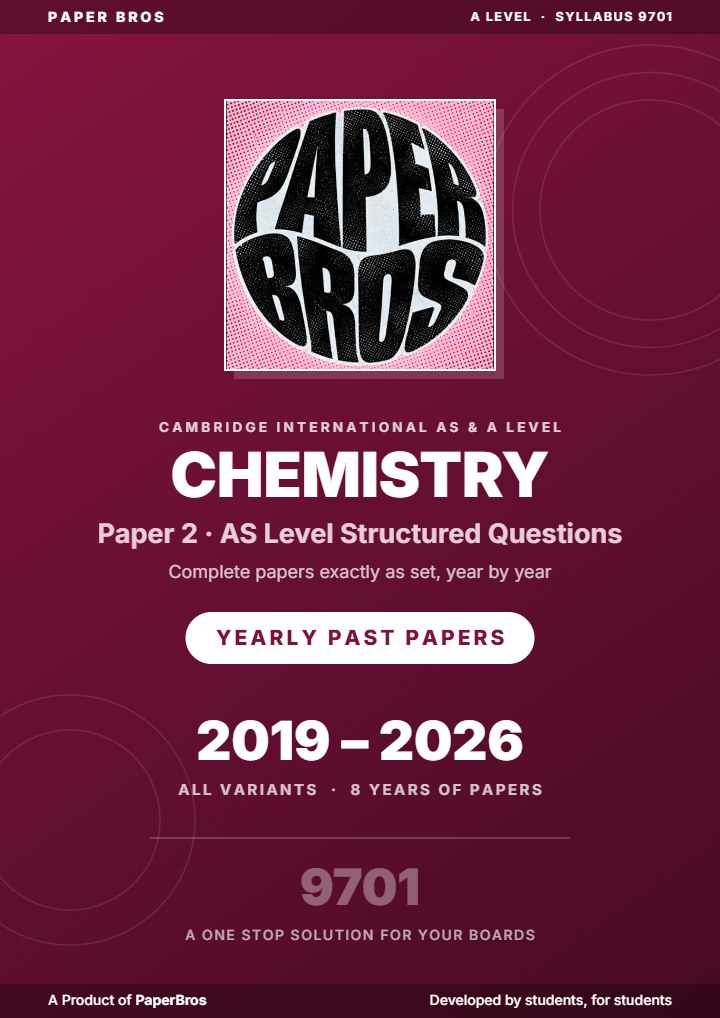 PAPER BROS
A LEVEL · SYLLABUS 9701
PAPER
BROS
CAMBRIDGE INTERNATIONAL AS & A LEVEL
CHEMISTRY
Paper 2 · AS Level Structured Questions
Complete papers exactly as set, year by year
YEARLY PAST PAPERS
2019 – 2026
ALL VARIANTS · 8 YEARS OF PAPERS
9701
A ONE STOP SOLUTION FOR YOUR BOARDS
A Product of PaperBros
Developed by students, for students